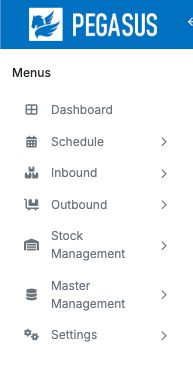 PEGASUS
Menus
Dashboard
Schedule
Inbound
Outbound
Stock
Management
Master
Management
Settings